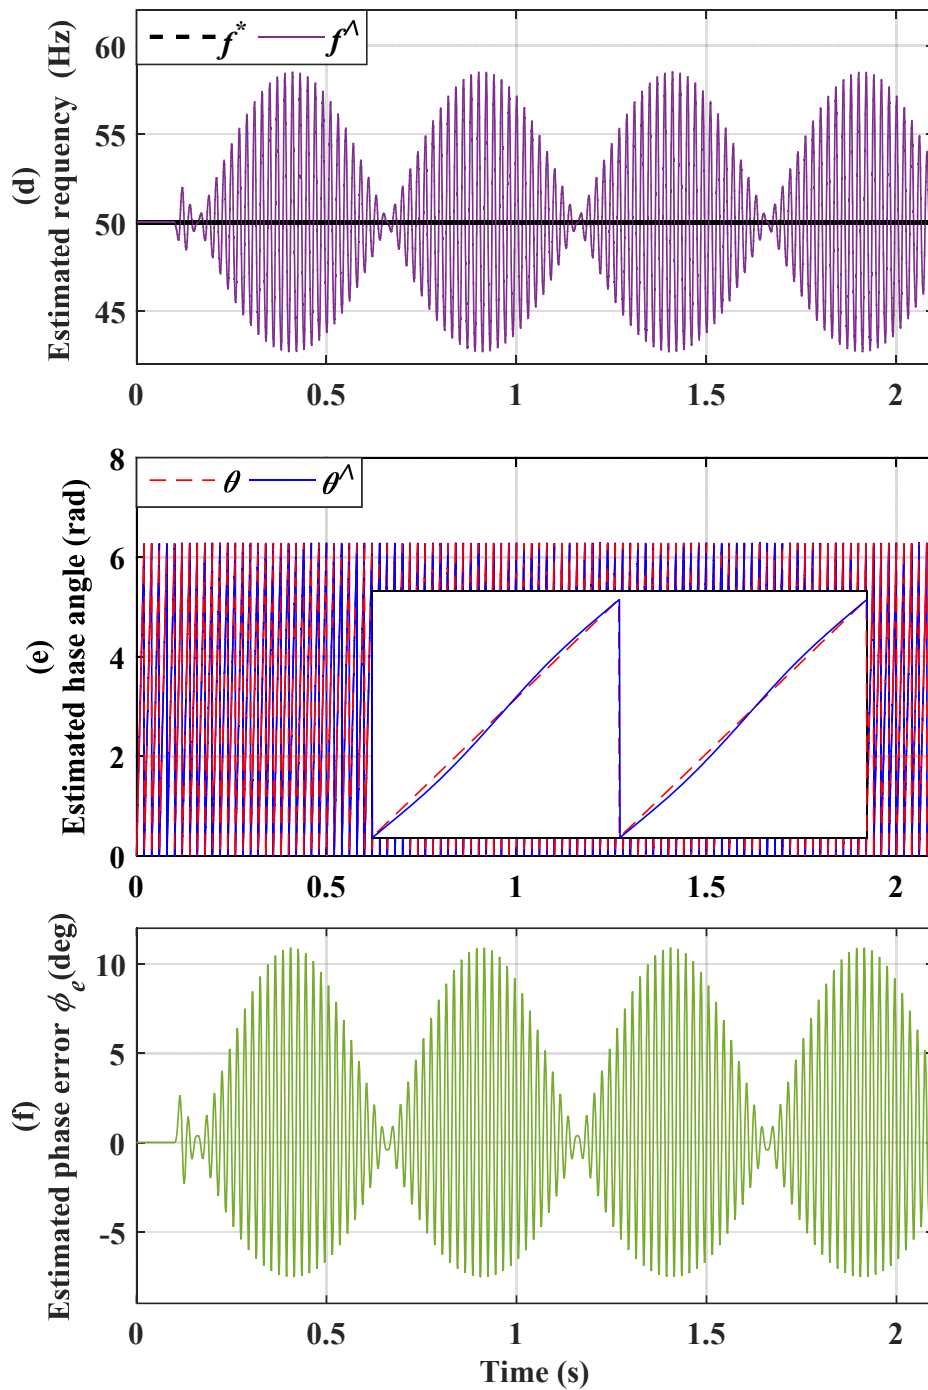 f* f^
60
55
50
45
(d)
Estimated requency (Hz)
0 0.5 1 1.5 2
8
θ θ^
6
4
2
0
(e)
Estimated hase angle (rad)
0 0.5 1 1.5 2
10
5
0
-5
(f)
Estimated phase error ϕe(deg)
0 0.5 1 1.5 2
Time (s)